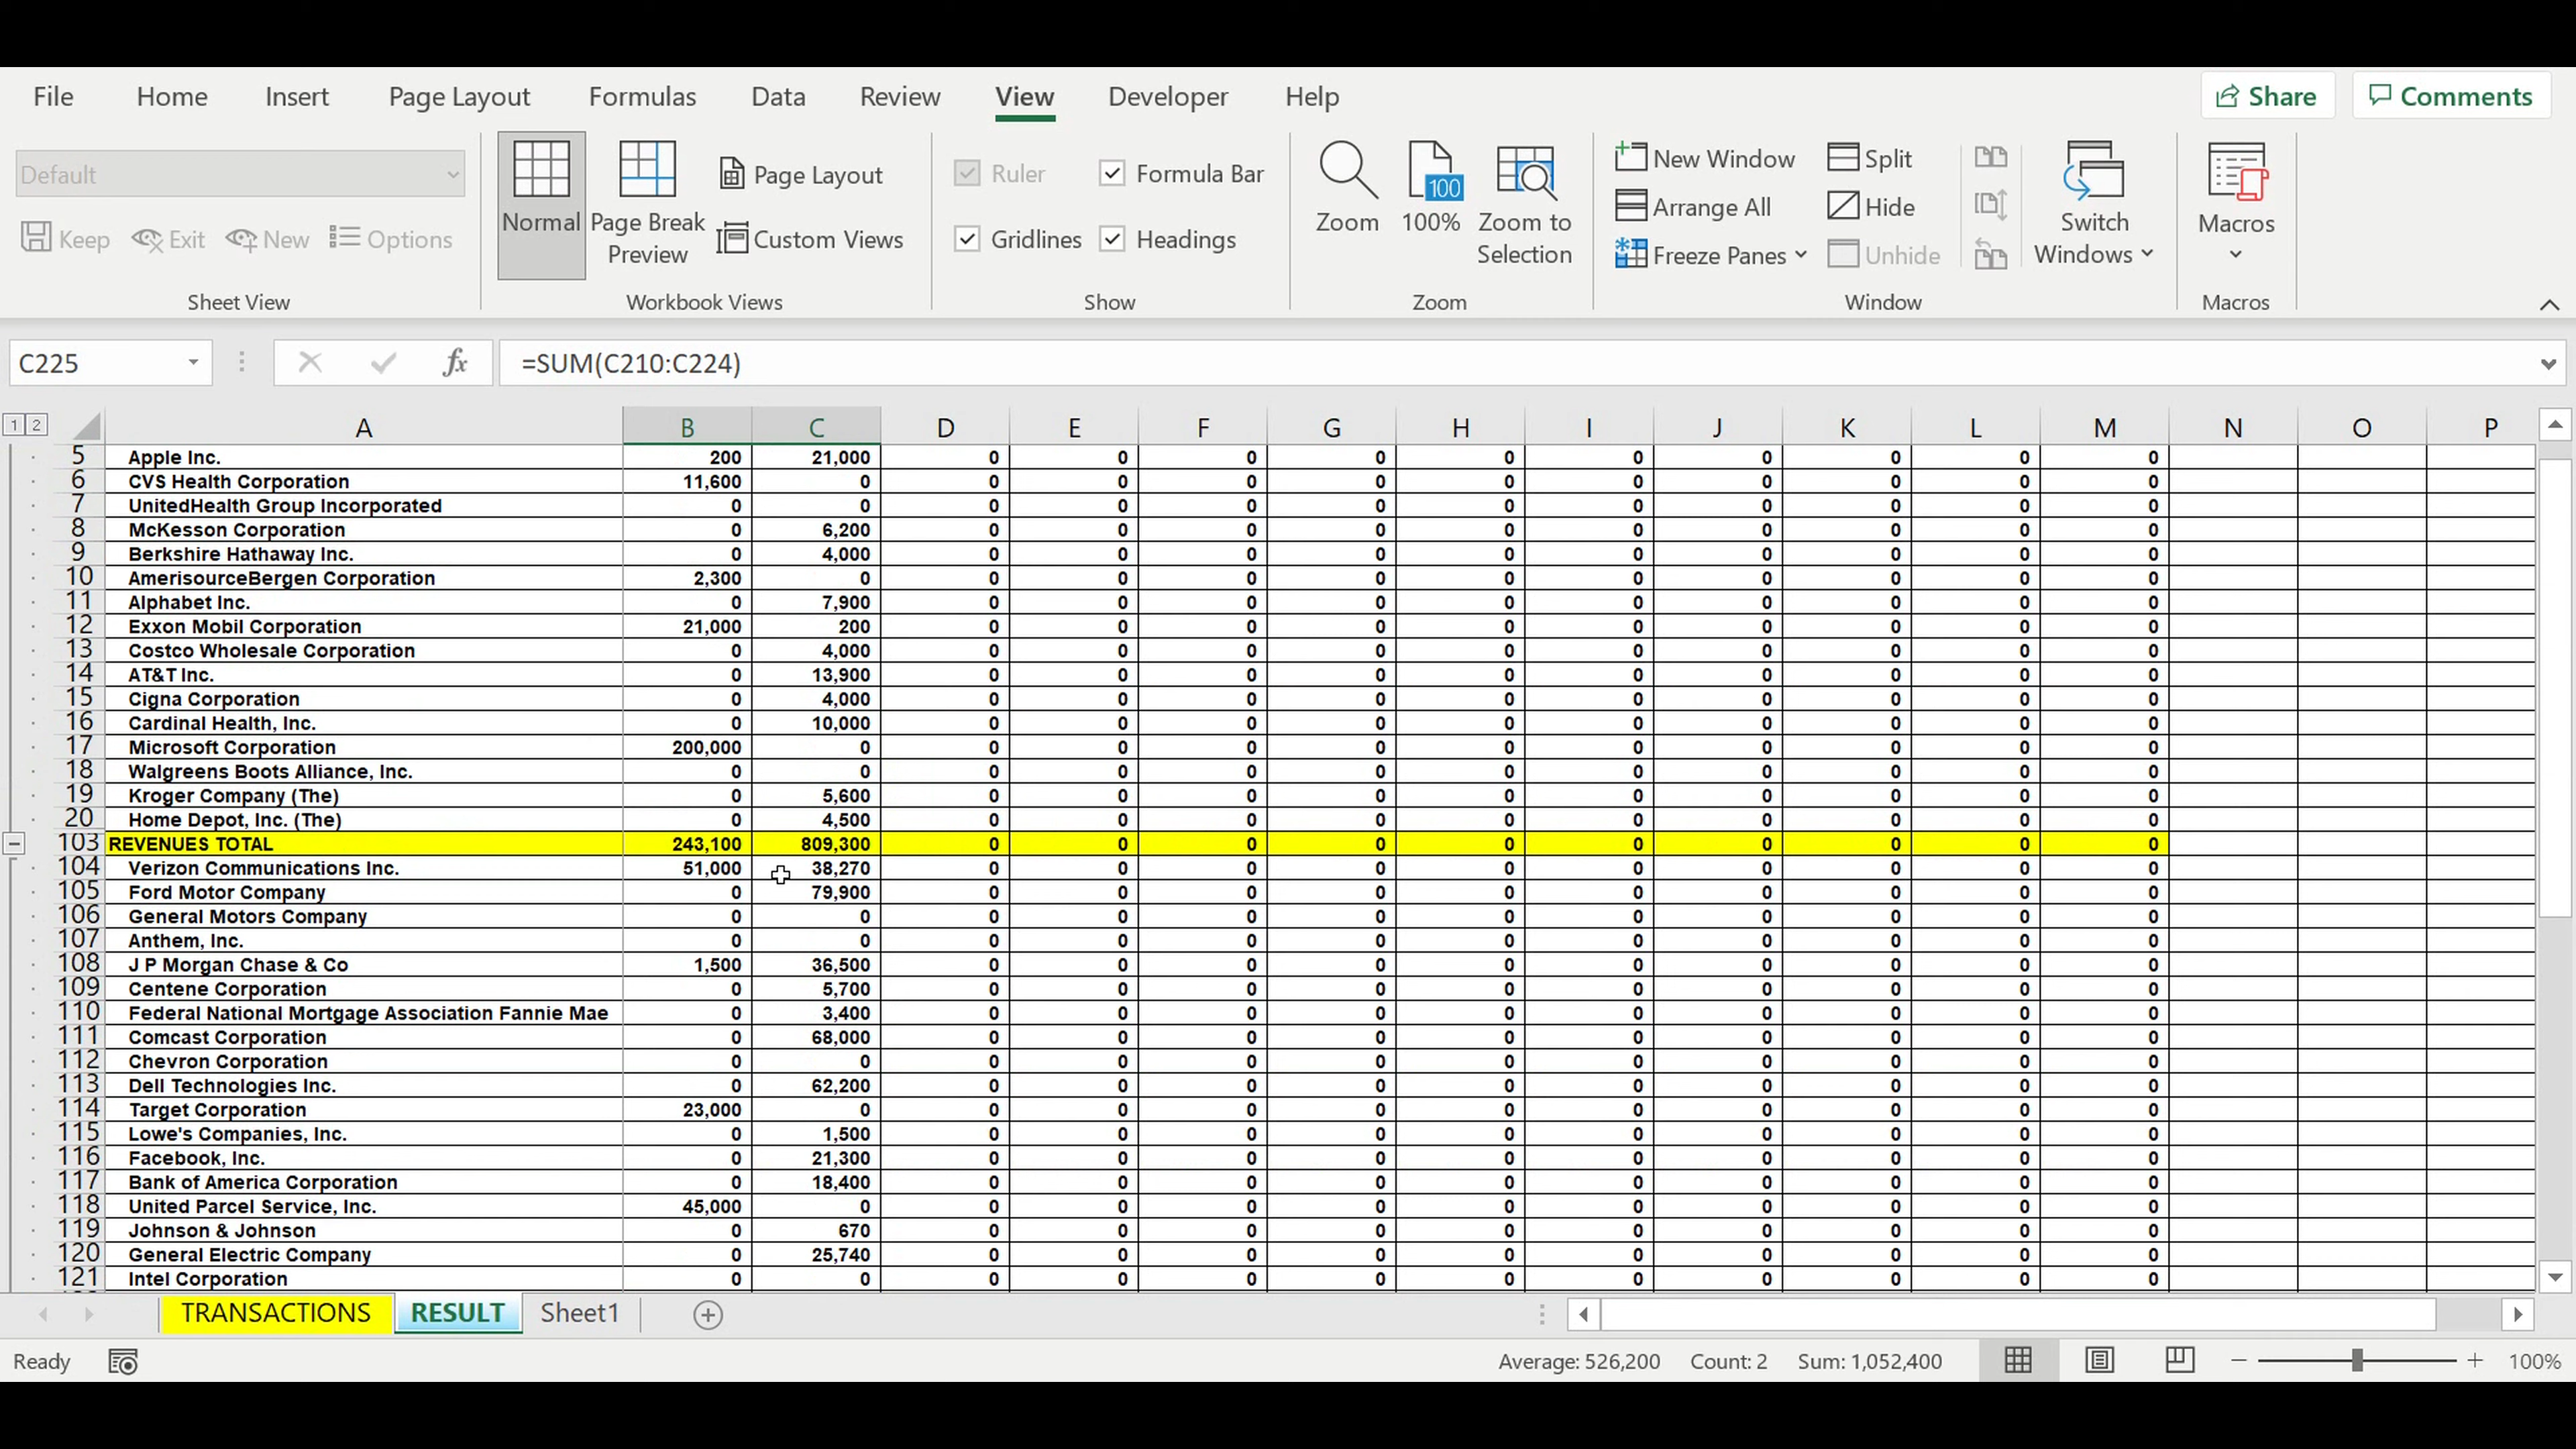 File Home Insert Page Layout Formulas Data Review View Developer Help Share Comments
Default
Keep Exit New Options
Sheet View
Normal
Page Break Preview
Page Layout
Custom Views
Workbook Views
Ruler Formula Bar
Gridlines Headings
Show
Zoom
100
100%
Zoom to Selection
Zoom
New Window
Arrange All
Freeze Panes
Split
Hide
Unhide
Switch Windows
Window
Macros
Macros
C225 fx =SUM(C210:C224)
1 2 A B C D E F G H I J K L M N O P
5 Apple Inc. 200 21,000 0 0 0 0 0 0 0 0 0 0
6 CVS Health Corporation 11,600 0 0 0 0 0 0 0 0 0 0 0
7 UnitedHealth Group Incorporated 0 0 0 0 0 0 0 0 0 0 0 0
8 McKesson Corporation 0 6,200 0 0 0 0 0 0 0 0 0 0
9 Berkshire Hathaway Inc. 0 4,000 0 0 0 0 0 0 0 0 0 0
10 AmerisourceBergen Corporation 2,300 0 0 0 0 0 0 0 0 0 0 0
11 Alphabet Inc. 0 7,900 0 0 0 0 0 0 0 0 0 0
12 Exxon Mobil Corporation 21,000 200 0 0 0 0 0 0 0 0 0 0
13 Costco Wholesale Corporation 0 4,000 0 0 0 0 0 0 0 0 0 0
14 AT&T Inc. 0 13,900 0 0 0 0 0 0 0 0 0 0
15 Cigna Corporation 0 4,000 0 0 0 0 0 0 0 0 0 0
16 Cardinal Health, Inc. 0 10,000 0 0 0 0 0 0 0 0 0 0
17 Microsoft Corporation 200,000 0 0 0 0 0 0 0 0 0 0 0
18 Walgreens Boots Alliance, Inc. 0 0 0 0 0 0 0 0 0 0 0 0
19 Kroger Company (The) 0 5,600 0 0 0 0 0 0 0 0 0 0
20 Home Depot, Inc. (The) 0 4,500 0 0 0 0 0 0 0 0 0 0
103 REVENUES TOTAL 243,100 809,300 0 0 0 0 0 0 0 0 0 0
104 Verizon Communications Inc. 51,000 38,270 0 0 0 0 0 0 0 0 0 0
105 Ford Motor Company 0 79,900 0 0 0 0 0 0 0 0 0 0
106 General Motors Company 0 0 0 0 0 0 0 0 0 0 0 0
107 Anthem, Inc. 0 0 0 0 0 0 0 0 0 0 0 0
108 J P Morgan Chase & Co 1,500 36,500 0 0 0 0 0 0 0 0 0 0
109 Centene Corporation 0 5,700 0 0 0 0 0 0 0 0 0 0
110 Federal National Mortgage Association Fannie Mae 0 3,400 0 0 0 0 0 0 0 0 0 0
111 Comcast Corporation 0 68,000 0 0 0 0 0 0 0 0 0 0
112 Chevron Corporation 0 0 0 0 0 0 0 0 0 0 0 0
113 Dell Technologies Inc. 0 62,200 0 0 0 0 0 0 0 0 0 0
114 Target Corporation 23,000 0 0 0 0 0 0 0 0 0 0 0
115 Lowe's Companies, Inc. 0 1,500 0 0 0 0 0 0 0 0 0 0
116 Facebook, Inc. 0 21,300 0 0 0 0 0 0 0 0 0 0
117 Bank of America Corporation 0 18,400 0 0 0 0 0 0 0 0 0 0
118 United Parcel Service, Inc. 45,000 0 0 0 0 0 0 0 0 0 0 0
119 Johnson & Johnson 0 670 0 0 0 0 0 0 0 0 0 0
120 General Electric Company 0 25,740 0 0 0 0 0 0 0 0 0 0
121 Intel Corporation 0 0 0 0 0 0 0 0 0 0 0 0
TRANSACTIONS RESULT Sheet1
Ready Average: 526,200 Count: 2 Sum: 1,052,400 100%